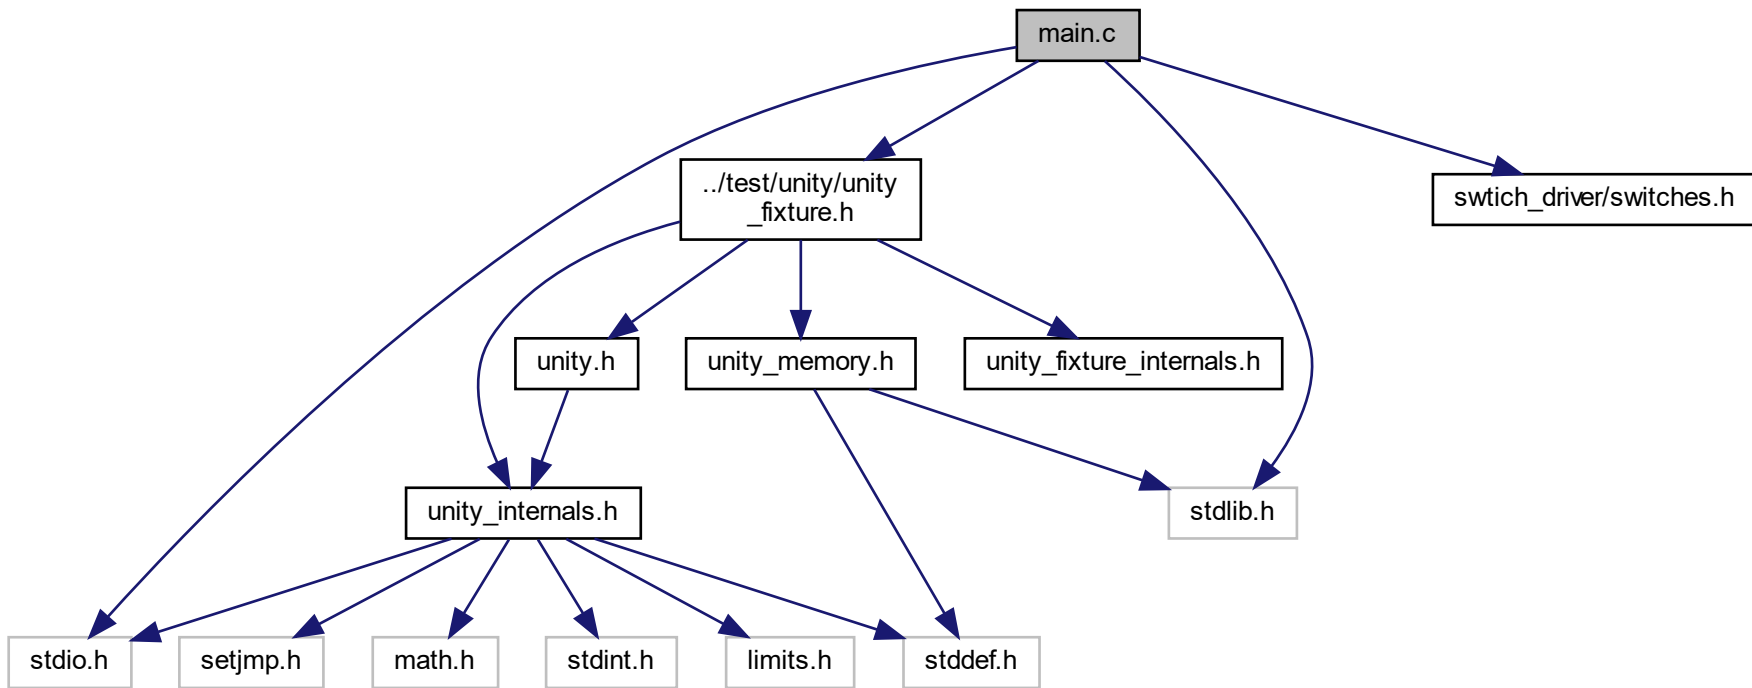 main.c
../test/unity/unity
_fixture.h
swtich_driver/switches.h
unity.h
unity_memory.h
unity_fixture_internals.h
unity_internals.h
stdlib.h
stdio.h
setjmp.h
math.h
stdint.h
limits.h
stddef.h